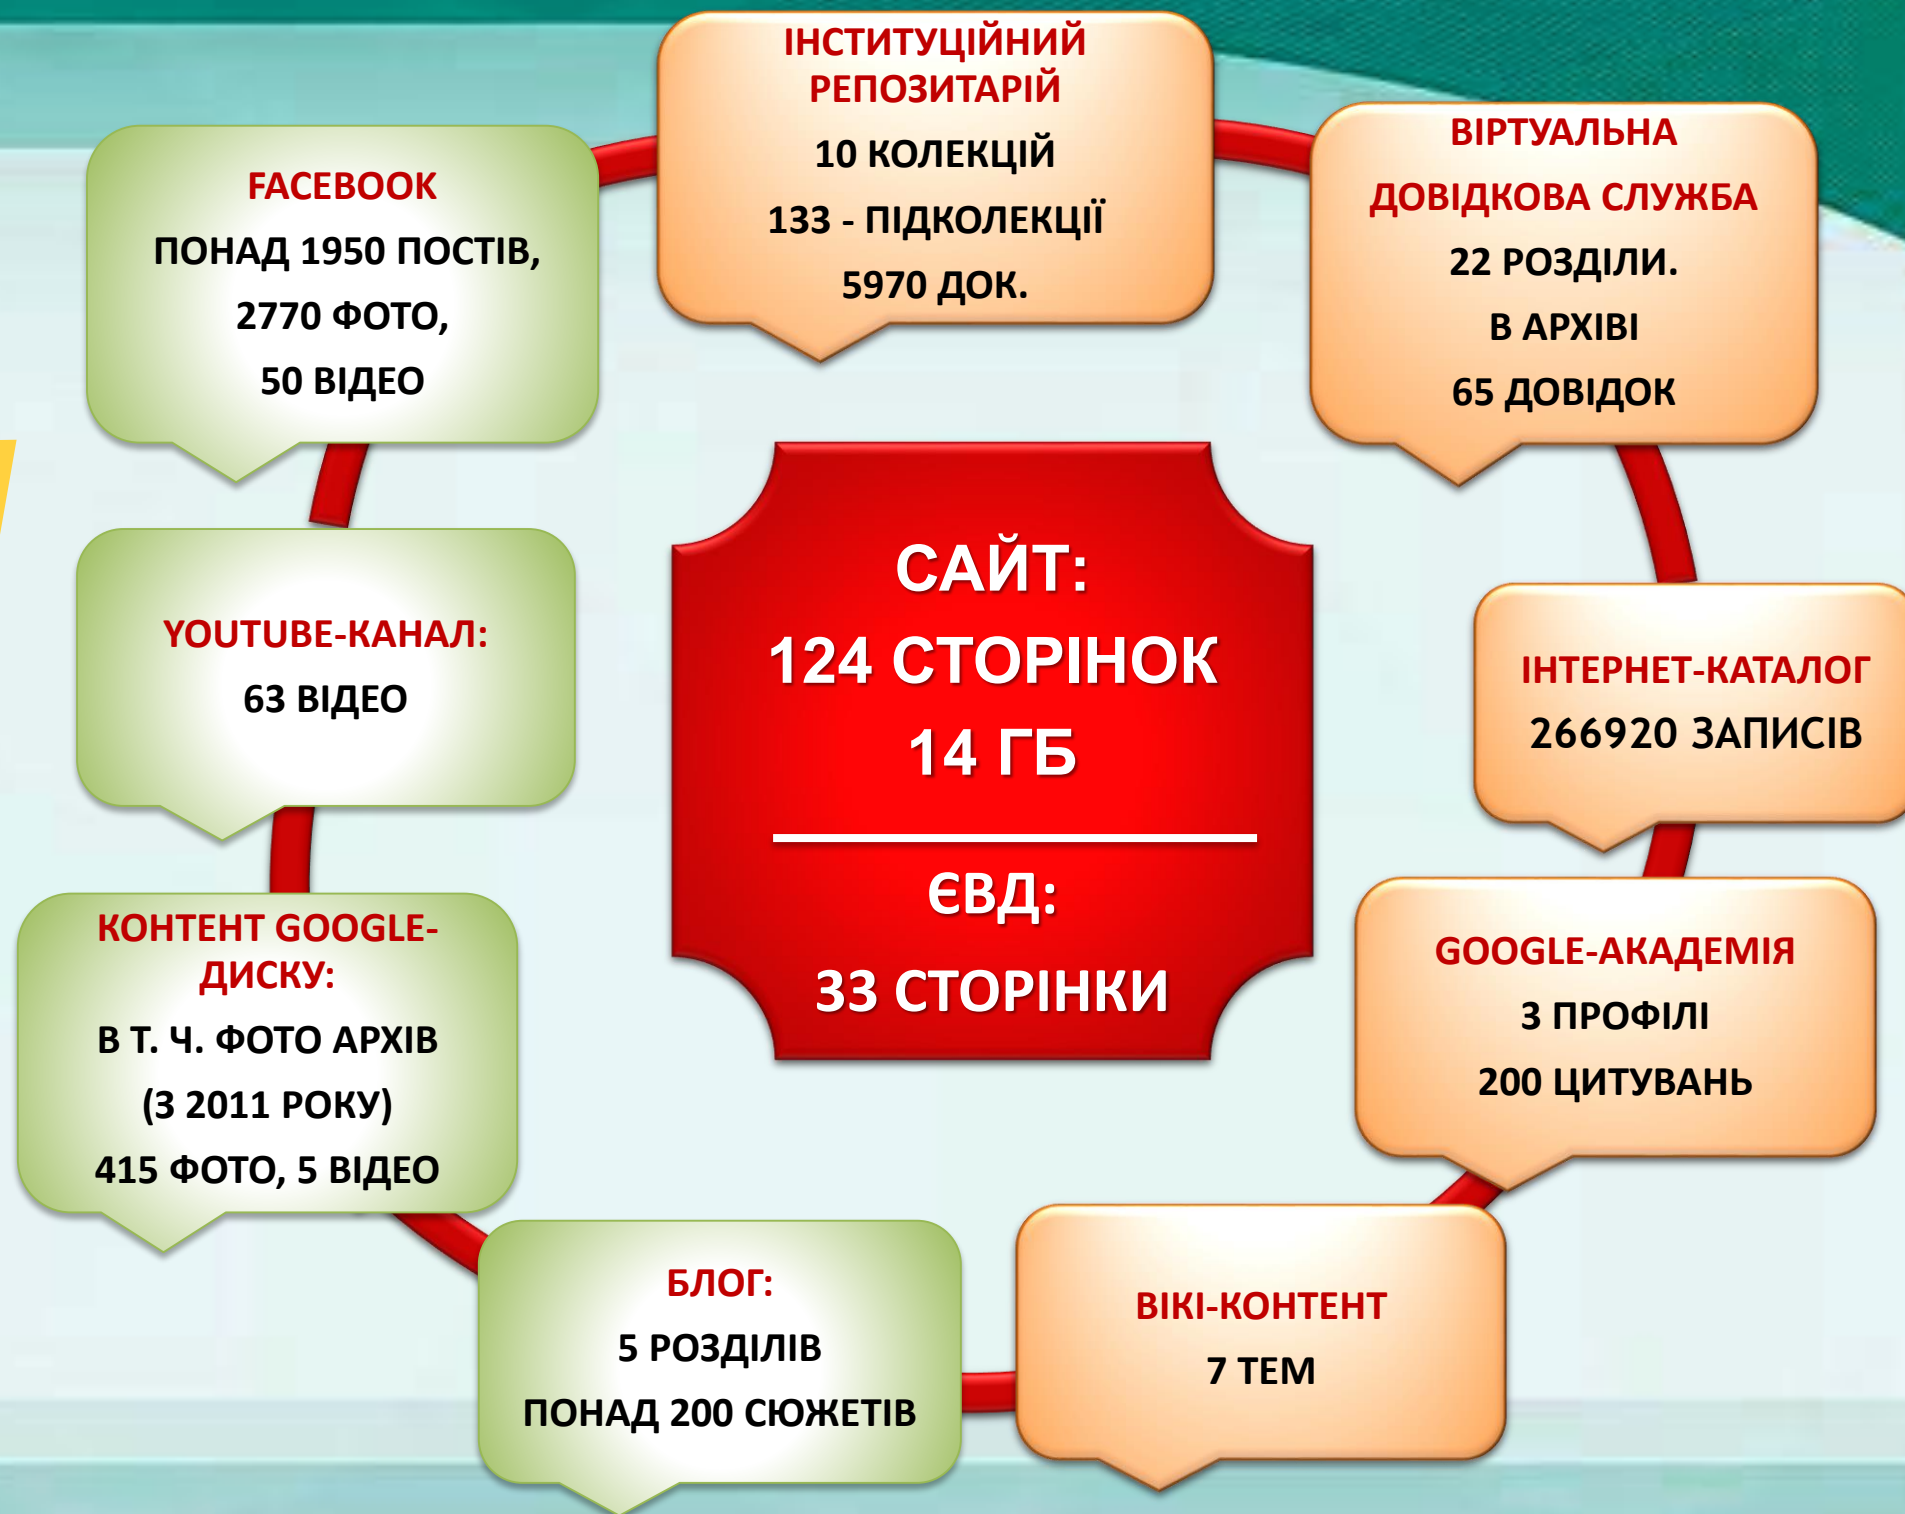 ІНСТИТУЦІЙНИЙ
РЕПОЗИТАРІЙ
10 КОЛЕКЦІЙ
133 - ПІДКОЛЕКЦІЇ
5970 ДОК.
ВІРТУАЛЬНА
ДОВІДКОВА СЛУЖБА
22 РОЗДІЛИ.
В АРХІВІ
65 ДОВІДОК
ІНТЕРНЕТ-КАТАЛОГ
266920 ЗАПИСІВ
GOOGLE-АКАДЕМІЯ
3 ПРОФІЛІ
200 ЦИТУВАНЬ
ВІКІ-КОНТЕНТ
7 ТЕМ
БЛОГ:
5 РОЗДІЛІВ
ПОНАД 200 СЮЖЕТІВ
КОНТЕНТ GOOGLE-
ДИСКУ:
В Т. Ч. ФОТО АРХІВ
(З 2011 РОКУ)
415 ФОТО, 5 ВІДЕО
YOUTUBE-КАНАЛ:
63 ВІДЕО
FACEBOOK
ПОНАД 1950 ПОСТІВ,
2770 ФОТО,
50 ВІДЕО
САЙТ:
124 СТОРІНОК
14 ГБ
ЄВД:
33 СТОРІНКИ